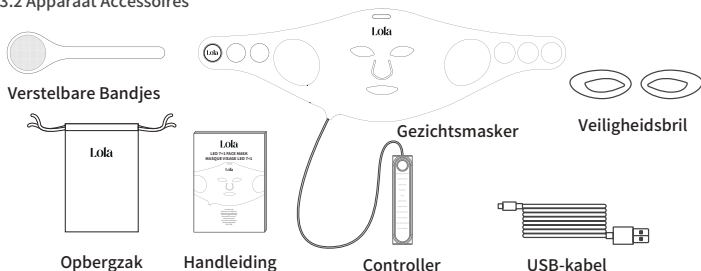 3.2 Apparaat Accessoires
Lola
Lola
Verstelbare Bandjes
Gezichtsmasker
Veiligheidsbril
Lola
Lola
LED 7+1 FACE MASK
MASQUE VISAGE LED 7+1
Lola
Opbergzak
Handleiding
Controller
USB-kabel